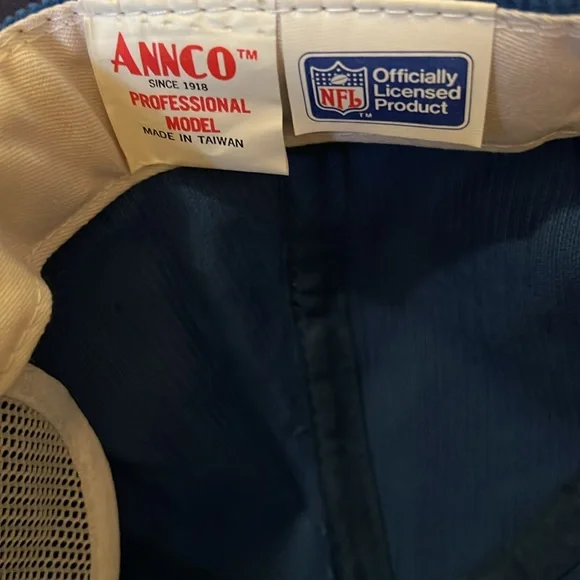 ANNCO™
SINCE 1918
PROFESSIONAL
MODEL
MADE IN TAIWAN
NFL
TM
Officially
Licensed
Product